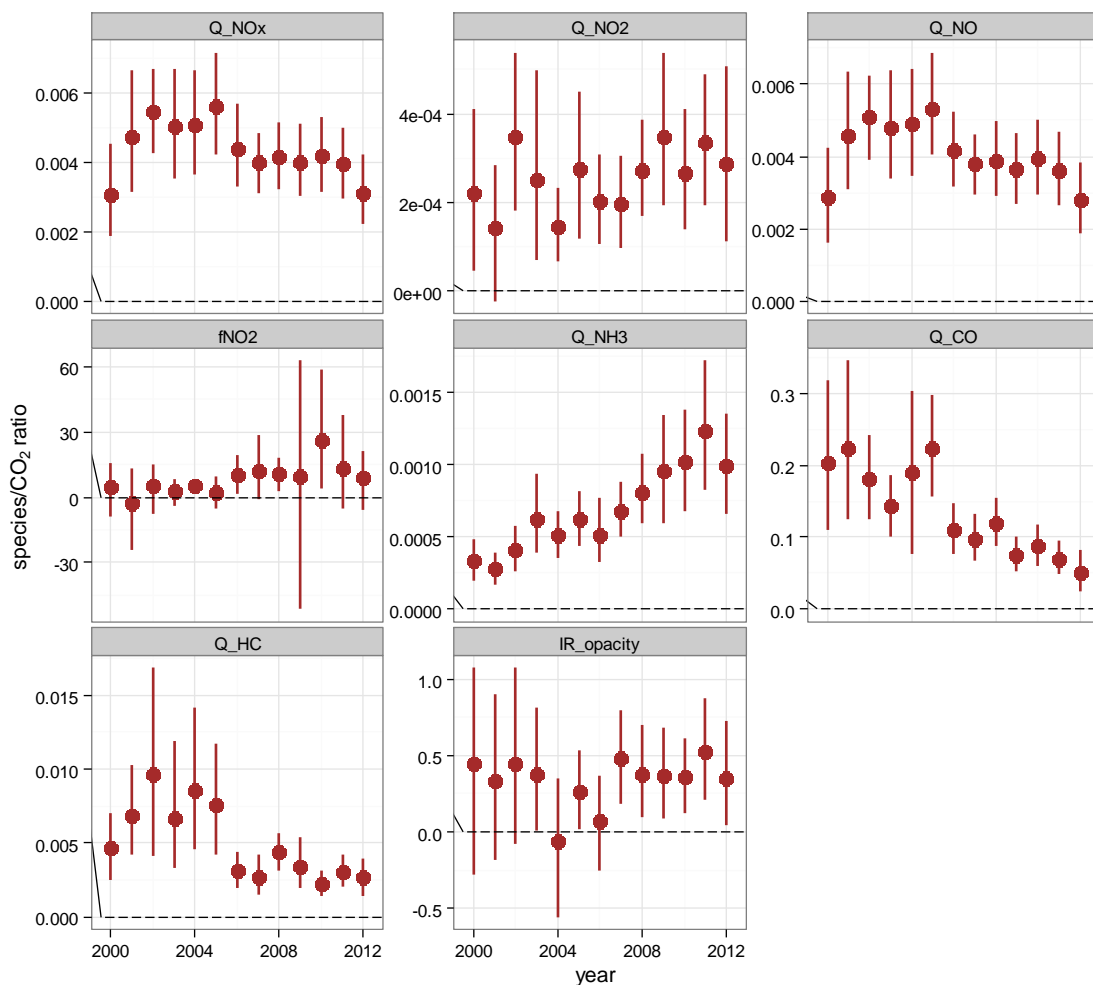 Q_NOx
Q_NO2
Q_NO
0.006
0.004
0.002
0.000
4e-04
2e-04
0e+00
0.006
0.004
0.002
0.000
fNO2
Q_NH3
Q_CO
60
30
0
-30
0.0015
0.0010
0.0005
0.0000
0.3
0.2
0.1
0.0
Q_HC
IR_opacity
0.015
0.010
0.005
0.000
1.0
0.5
0.0
-0.5
2000 2004 2008 2012
2000 2004 2008 2012
year
species/CO₂ ratio